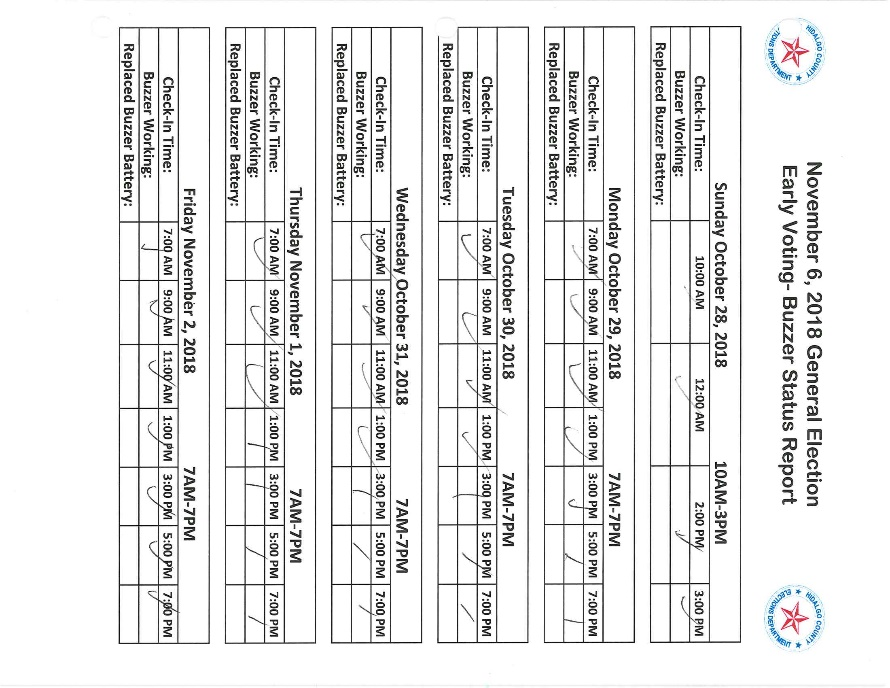 November 6, 2018 General Election
Early Voting- Buzzer Status Report
HIDALGO COUNTY
ELECTIONS DEPARTMENT
Sunday October 28, 2018 10AM-3PM
Check-In Time: 10:00 AM 12:00 AM 2:00 PM 3:00 PM
Buzzer Working: ✓ ✓ ✓
Replaced Buzzer Battery:
Monday October 29, 2018 7AM-7PM
Check-In Time: 7:00 AM 9:00 AM 11:00 AM 1:00 PM 3:00 PM 5:00 PM 7:00 PM
Buzzer Working: ✓ ✓ ✓ ✓ ✓ ✓ ✓
Replaced Buzzer Battery:
Tuesday October 30, 2018 7AM-7PM
Check-In Time: 7:00 AM 9:00 AM 11:00 AM 1:00 PM 3:00 PM 5:00 PM 7:00 PM
Buzzer Working: ✓ ✓ ✓ ✓ ✓ ✓ ✓
Replaced Buzzer Battery:
Wednesday October 31, 2018 7AM-7PM
Check-In Time: 7:00 AM 9:00 AM 11:00 AM 1:00 PM 3:00 PM 5:00 PM 7:00 PM
Buzzer Working: ✓ ✓ ✓ ✓ ✓ ✓ ✓
Replaced Buzzer Battery:
Thursday November 1, 2018 7AM-7PM
Check-In Time: 7:00 AM 9:00 AM 11:00 AM 1:00 PM 3:00 PM 5:00 PM 7:00 PM
Buzzer Working: ✓ ✓ ✓ ✓ ✓ ✓ ✓
Replaced Buzzer Battery:
Friday November 2, 2018 7AM-7PM
Check-In Time: 7:00 AM 9:00 AM 11:00 AM 1:00 PM 3:00 PM 5:00 PM 7:00 PM
Buzzer Working: ✓ ✓ ✓ ✓ ✓ ✓ ✓
Replaced Buzzer Battery: